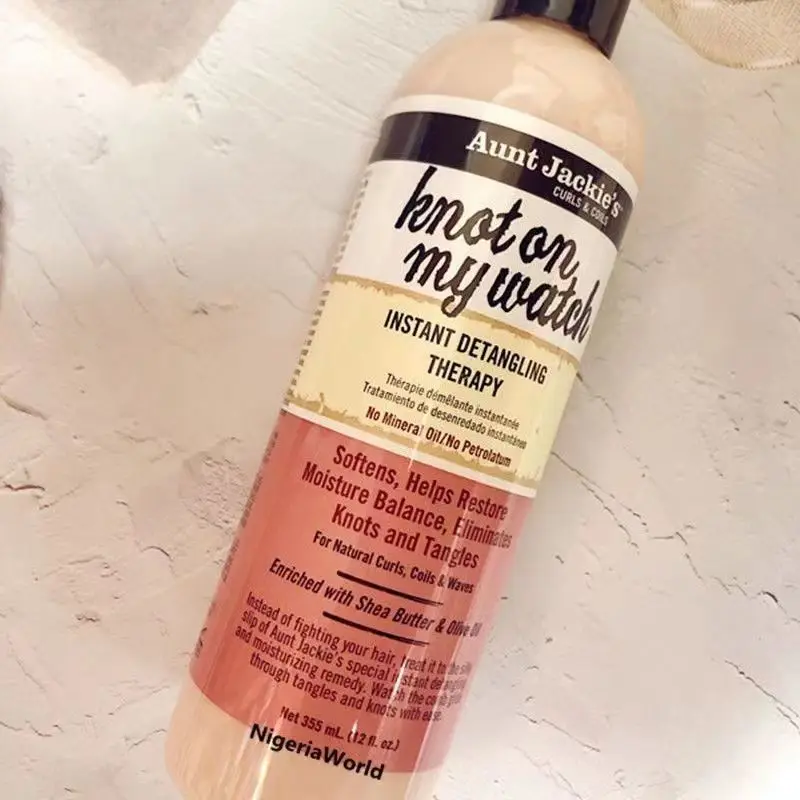 Aunt Jackie's™
CURLS & COILS
knot on
my watch
INSTANT DETANGLING
THERAPY
Thérapie démêlante instantanée
Tratamiento de desenredado instantáneo
No Mineral Oil/No Petrolatum
Softens, Helps Restore
Moisture Balance, Eliminates
Knots and Tangles
For Natural Curls, Coils & Waves
Enriched with Shea Butter & Olive Oil
Instead of fighting your hair, treat it to the silky
slip of Aunt Jackie's special instant detangling
and moisturizing remedy. Watch the comb glide
through tangles and knots with ease.
Net 355 mL. (12 fl. oz.)
NigeriaWorld